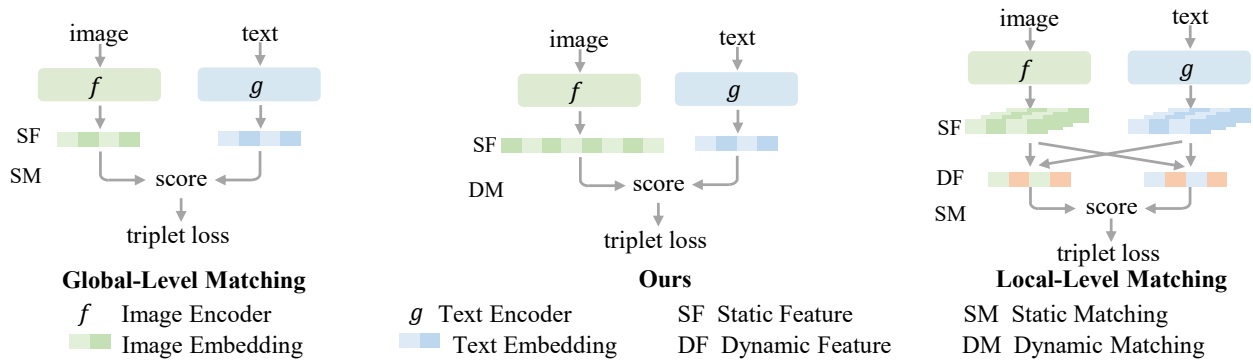 image text
f g
SF
SM score
triplet loss
Global-Level Matching
image text
f g
SF
DM score
triplet loss
Ours
image text
f g
SF
DF
SM score
triplet loss
Local-Level Matching
f Image Encoder g Text Encoder SF Static Feature SM Static Matching
Image Embedding Text Embedding DF Dynamic Feature DM Dynamic Matching